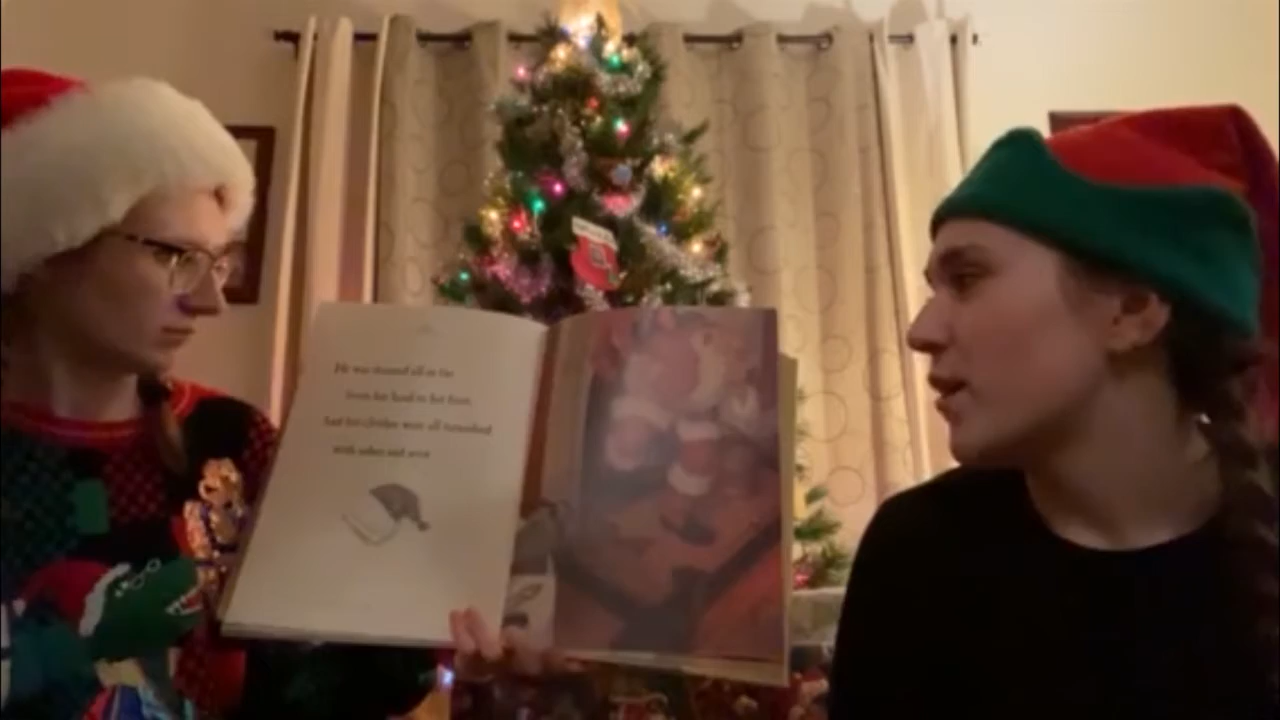 He was dressed all in fur
from his head to his foot,
And his clothes were all tarnished
with ashes and soot